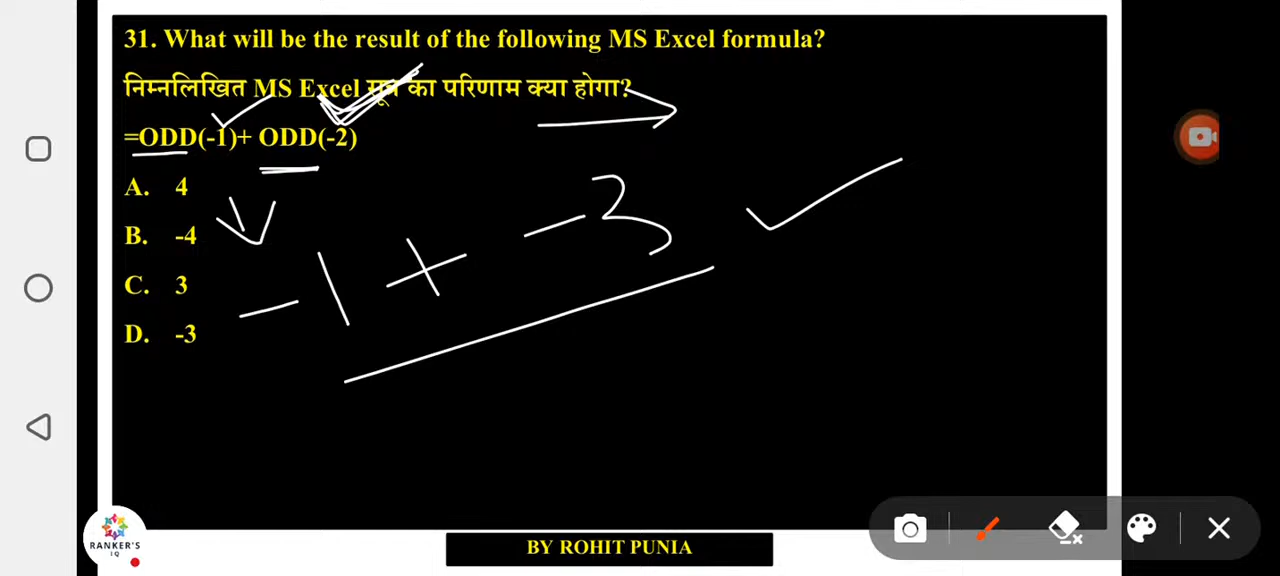 31. What will be the result of the following MS Excel formula?
निम्नलिखित MS Excel सूत्र का परिणाम क्या होगा?
=ODD(-1)+ ODD(-2)
A. 4
B. -4
C. 3
D. -3
-1 + -3
RANKER'S
IQ
BY ROHIT PUNIA